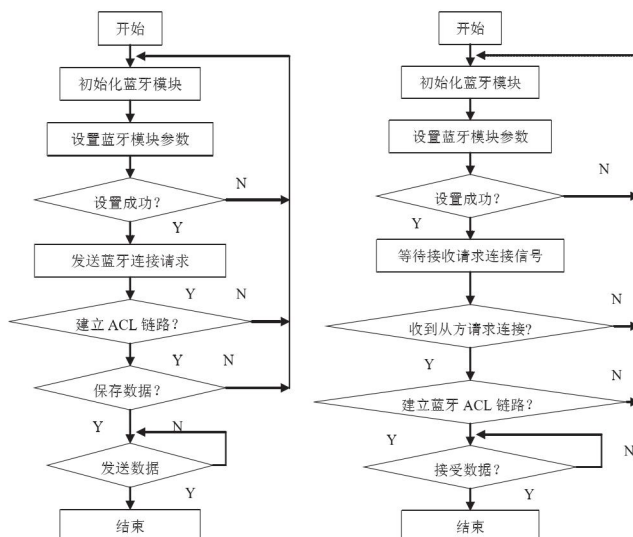 开始
初始化蓝牙模块
设置蓝牙模块参数
设置成功?
N
Y
发送蓝牙连接请求
Y
N
建立 ACL 链路?
Y
N
保存数据?
Y
N
发送数据
Y
结束
开始
初始化蓝牙模块
设置蓝牙模块参数
N
设置成功?
Y
等待接收请求连接信号
N
收到从方请求连接?
Y
N
建立蓝牙 ACL 链路?
Y
N
接受数据?
Y
结束